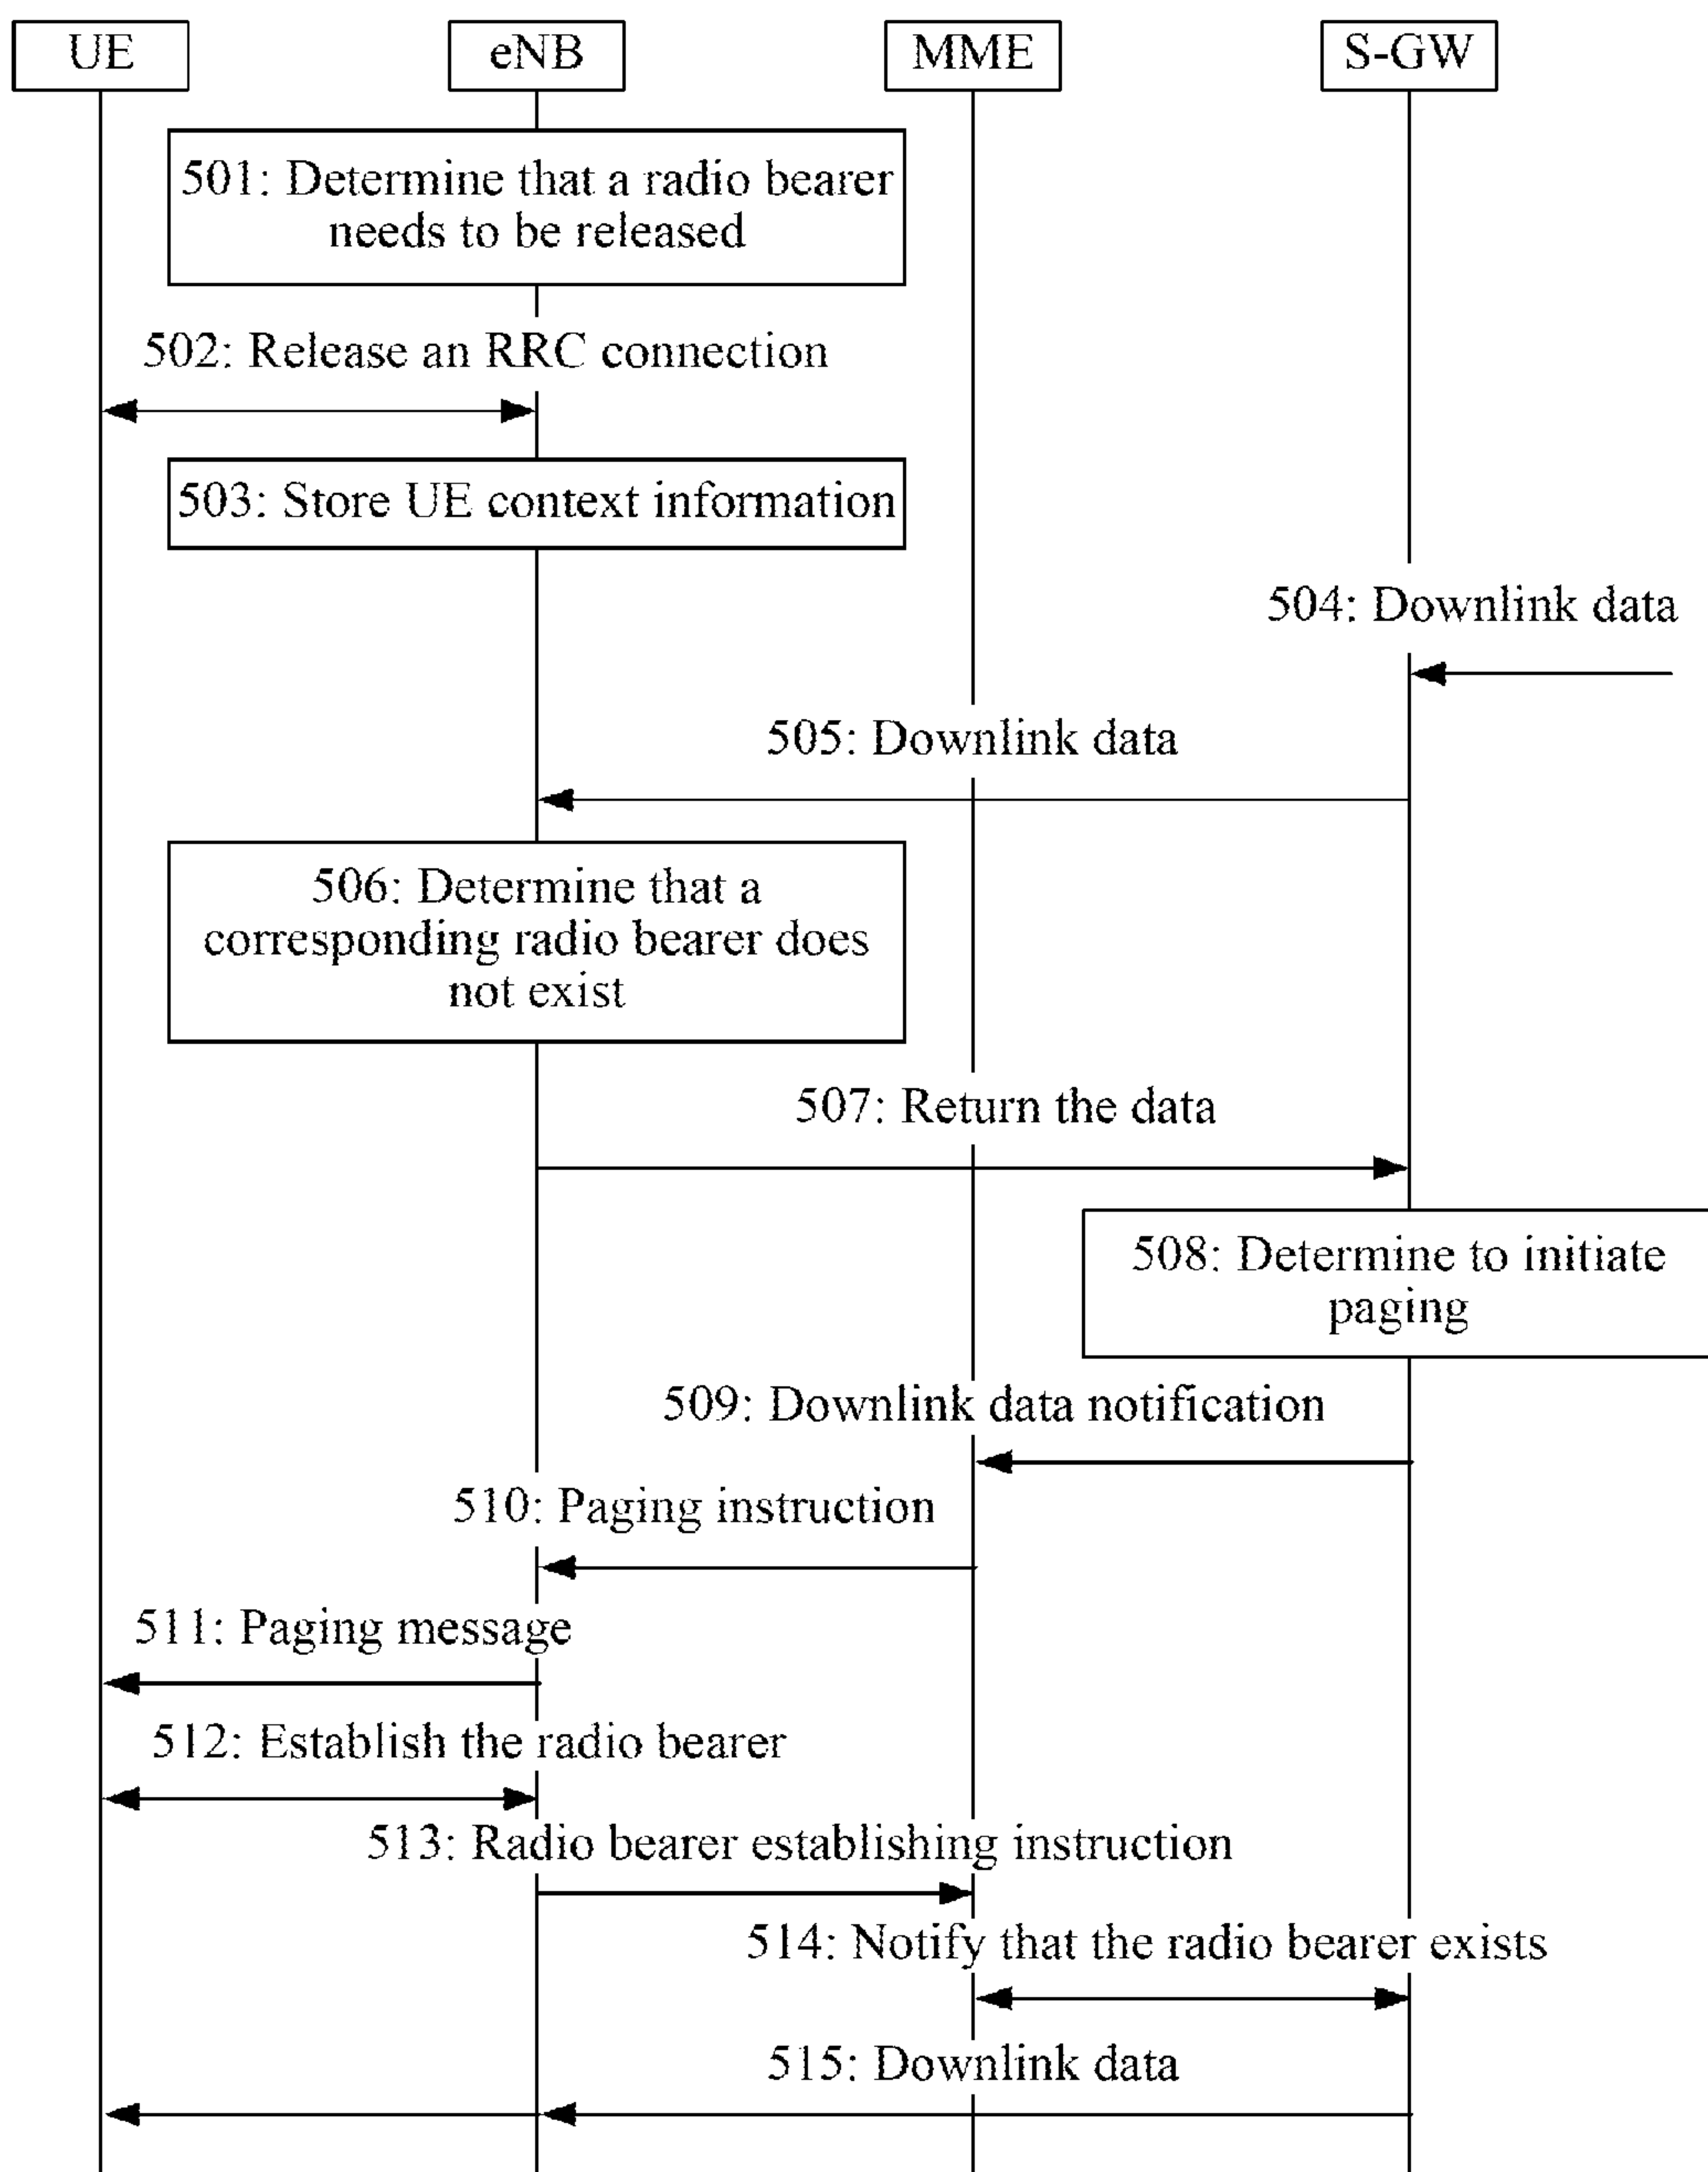 UE
eNB
MME
S-GW
501: Determine that a radio bearer
needs to be released
502: Release an RRC connection
503: Store UE context information
504: Downlink data
505: Downlink data
506: Determine that a
corresponding radio bearer does
not exist
507: Return the data
508: Determine to initiate
paging
509: Downlink data notification
510: Paging instruction
511: Paging message
512: Establish the radio bearer
513: Radio bearer establishing instruction
514: Notify that the radio bearer exists
515: Downlink data